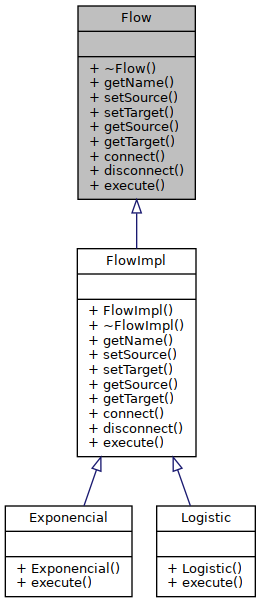 Flow
+ ~Flow()
+ getName()
+ setSource()
+ setTarget()
+ getSource()
+ getTarget()
+ connect()
+ disconnect()
+ execute()
FlowImpl
+ FlowImpl()
+ ~FlowImpl()
+ getName()
+ setSource()
+ setTarget()
+ getSource()
+ getTarget()
+ connect()
+ disconnect()
+ execute()
Exponencial
+ Exponencial()
+ execute()
Logistic
+ Logistic()
+ execute()